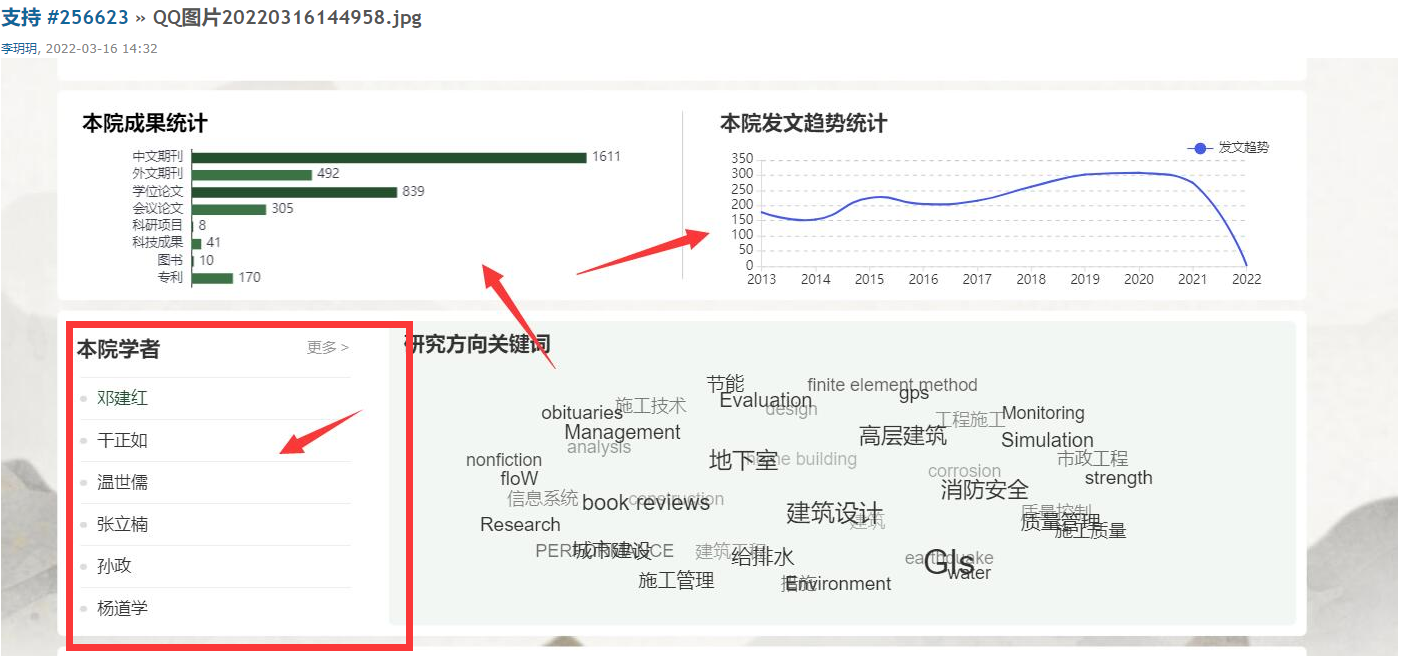 支持 #256623 » QQ图片20220316144958.jpg
李玥玥, 2022-03-16 14:32
本院成果统计
中文期刊 1611
外文期刊 492
学位论文 839
会议论文 305
科研项目 8
科技成果 41
图书 10
专利 170
本院发文趋势统计
发文趋势
350
300
250
200
150
100
50
0
2013 2014 2015 2016 2017 2018 2019 2020 2021 2022
本院学者 更多 >
邓建红
干正如
温世儒
张立楠
孙政
杨道学
研究方向关键词
节能 finite element method
Evaluation gps
obituaries 施工技术 design 工程施工 Monitoring
Management 高层建筑 Simulation
analysis
nonfiction 地下室 home building 市政工程
floW corrosion strength
信息系统 book reviews construction 消防安全
Research 建筑设计 建筑 质量控制
质量管理 施工质量
PERFORMANCE 城市建设 建筑工程 给排水 earthquake GIs
water
施工管理 措施 Environment